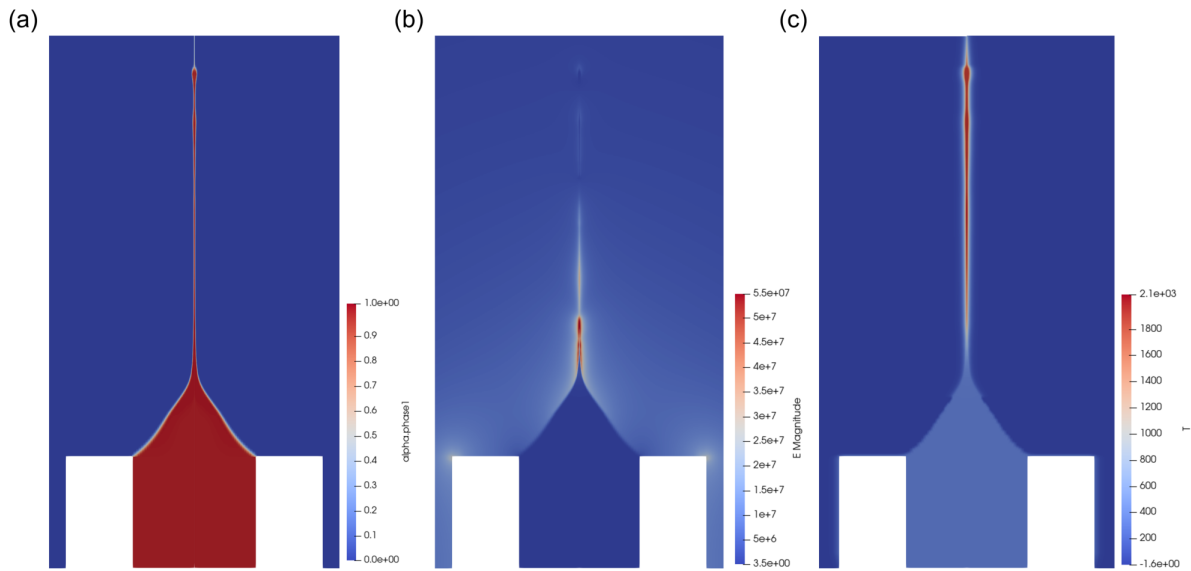 (a)
(b)
(c)
1.0e+00
0.9
0.8
0.7
0.6
0.5
0.4
0.3
0.2
0.1
0.0e+00
alpha.phase1
5.5e+07
5e+7
4.5e+7
4e+7
3.5e+7
3e+7
2.5e+7
2e+7
1.5e+7
1e+7
5e+6
3.5e+00
E Magnitude
2.1e+03
1800
1600
1400
1200
1000
800
600
400
200
-1.6e+00
T